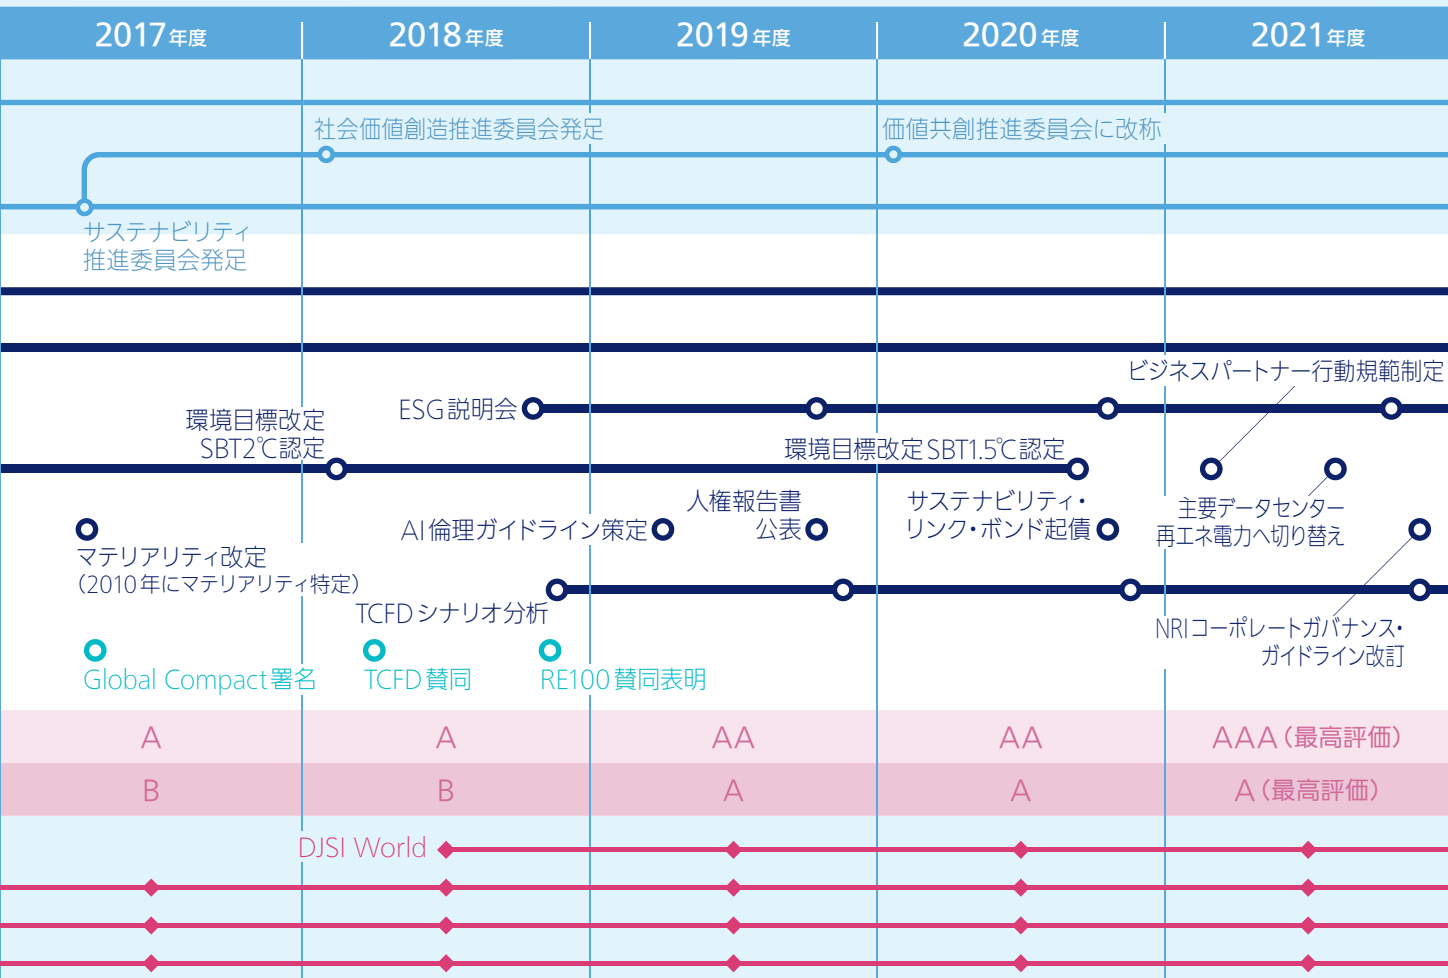 2017年度
2018年度
2019年度
2020年度
2021年度
社会価値創造推進委員会発足
価値共創推進委員会に改称
サステナビリティ
推進委員会発足
ビジネスパートナー行動規範制定
ESG説明会
環境目標改定
SBT2℃認定
環境目標改定SBT1.5℃認定
人権報告書
公表
サステナビリティ・
リンク・ボンド起債
主要データセンター
再エネ電力へ切り替え
AI倫理ガイドライン策定
マテリアリティ改定
（2010年にマテリアリティ特定）
TCFDシナリオ分析
NRIコーポレートガバナンス・
ガイドライン改訂
Global Compact署名
TCFD賛同
RE100賛同表明
A
A
AA
AA
AAA（最高評価）
B
B
A
A
A（最高評価）
DJSI World